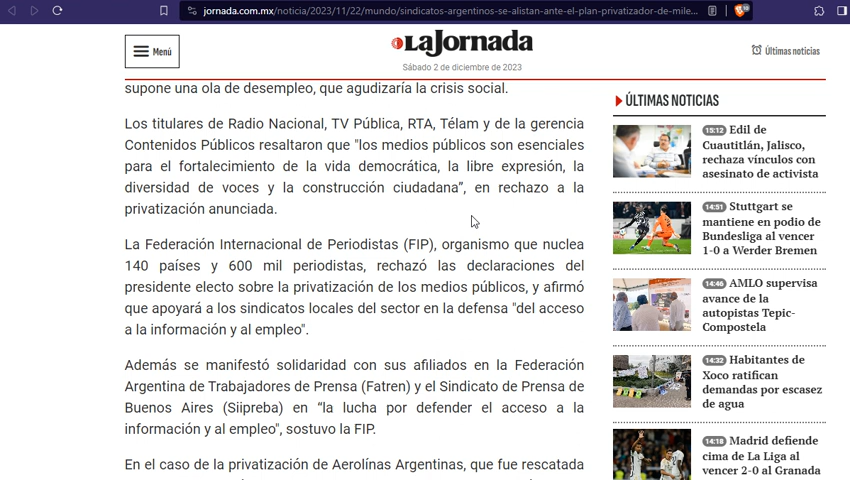 jornada.com.mx/noticia/2023/11/22/mundo/sindicatos-argentinos-se-alistan-ante-el-plan-privatizador-de-mile...
Menú
LaJornada
Sábado 2 de diciembre de 2023
Últimas noticias
supone una ola de desempleo, que agudizaría la crisis social.
Los titulares de Radio Nacional, TV Pública, RTA, Télam y de la gerencia
Contenidos Públicos resaltaron que "los medios públicos son esenciales
para el fortalecimiento de la vida democrática, la libre expresión, la
diversidad de voces y la construcción ciudadana”, en rechazo a la
privatización anunciada.
La Federación Internacional de Periodistas (FIP), organismo que nuclea
140 países y 600 mil periodistas, rechazó las declaraciones del
presidente electo sobre la privatización de los medios públicos, y afirmó
que apoyará a los sindicatos locales del sector en la defensa "del acceso
a la información y al empleo".
Además se manifestó solidaridad con sus afiliados en la Federación
Argentina de Trabajadores de Prensa (Fatren) y el Sindicato de Prensa de
Buenos Aires (Siipreba) en “la lucha por defender el acceso a la
información y al empleo", sostuvo la FIP.
En el caso de la privatización de Aerolínas Argentinas, que fue rescatada
ÚLTIMAS NOTICIAS
15:12 Edil de
Cuautitlán, Jalisco,
rechaza vínculos con
asesinato de activista
14:51 Stuttgart se
mantiene en podio de
Bundesliga al vencer
1-0 a Werder Bremen
14:46 AMLO supervisa
avance de la
autopistas Tepic-
Compostela
14:32 Habitantes de
Xoco ratifican
demandas por escasez
de agua
14:18 Madrid defiende
cima de La Liga al
vencer 2-0 al Granada